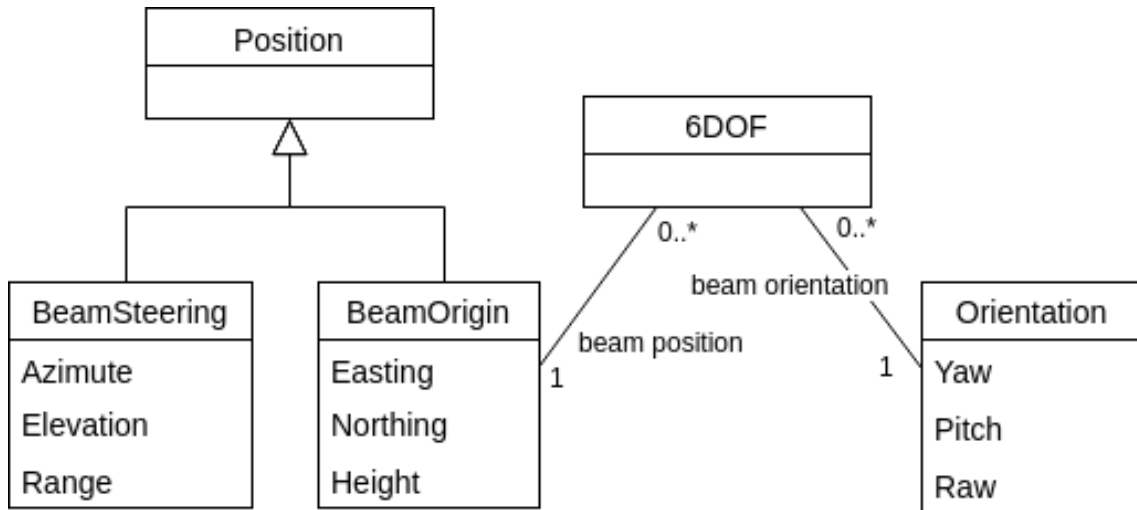 Position
6DOF
0..*
0..*
beam orientation
BeamSteering
BeamOrigin
Orientation
beam position
1
1
Azimute
Easting
Yaw
Elevation
Northing
Pitch
Range
Height
Raw